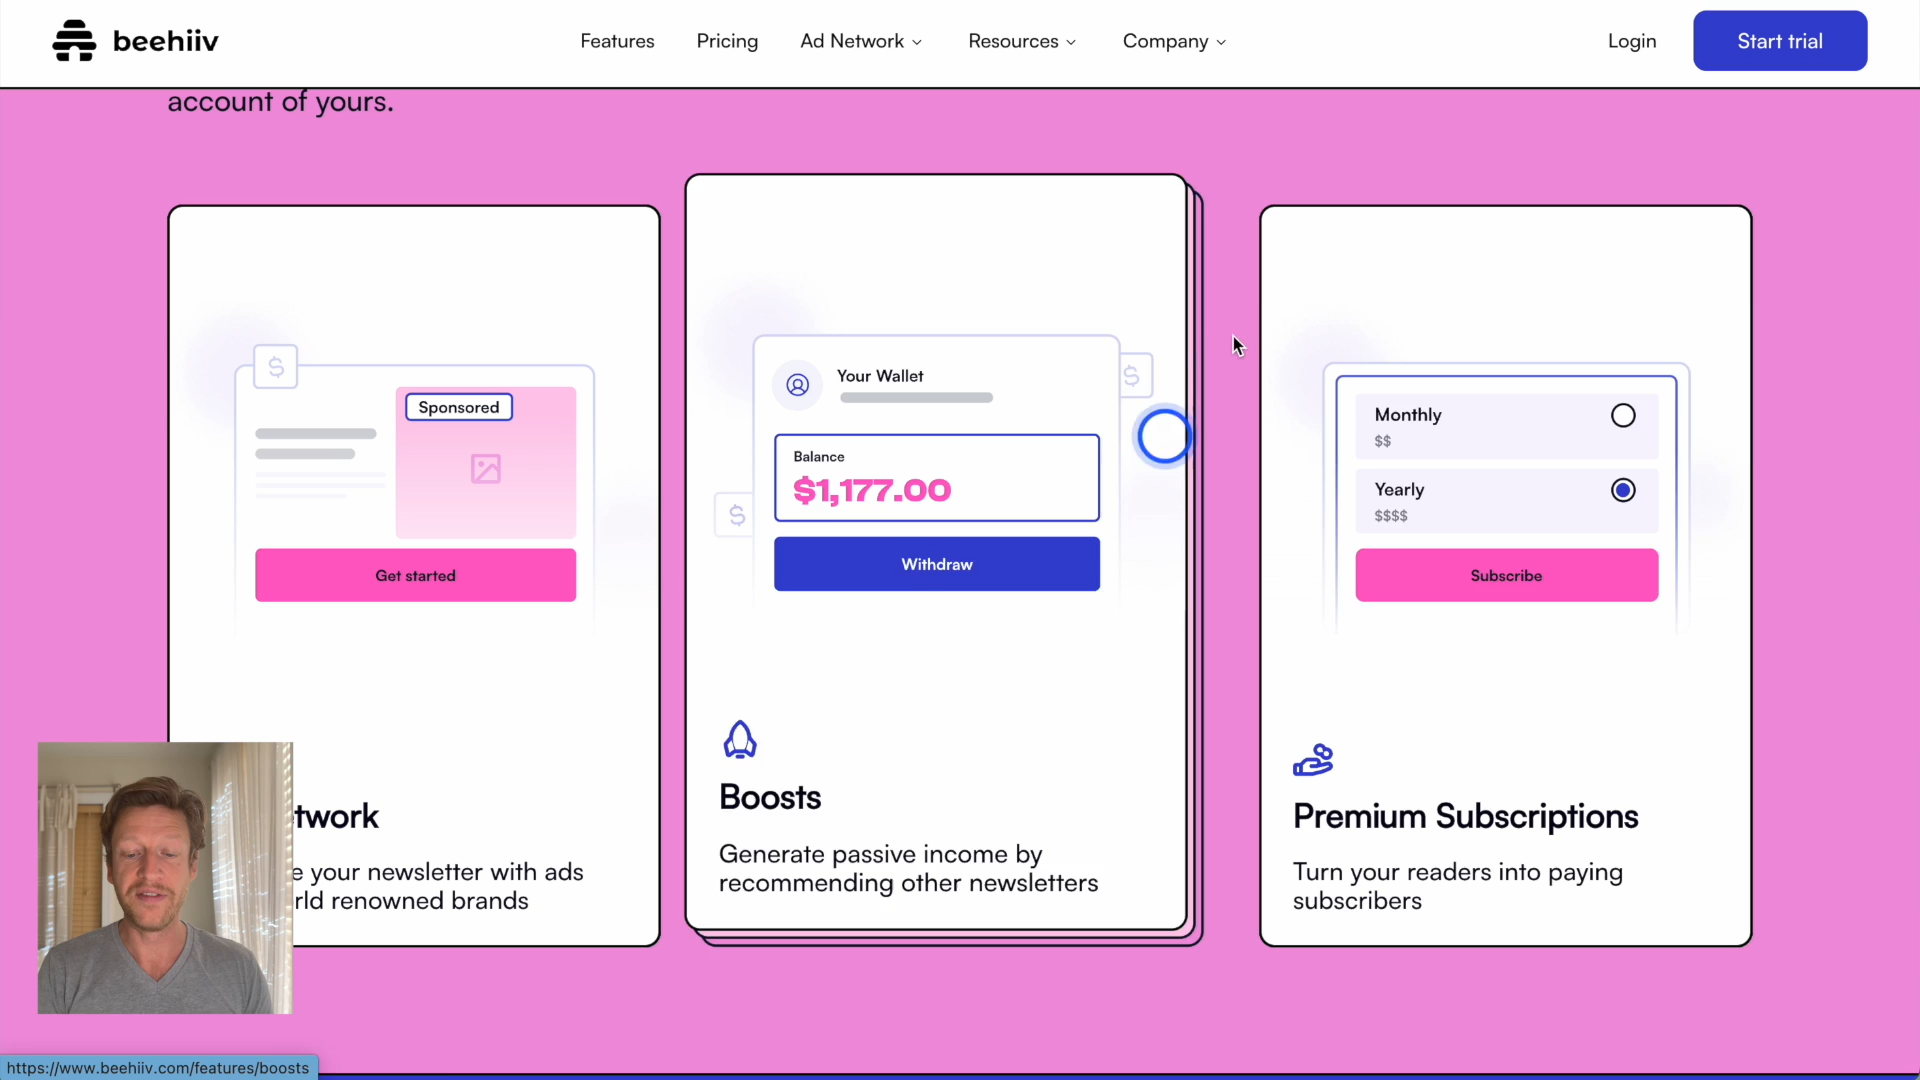 beehiiv
Features
Pricing
Ad Network
Resources
Company
Login
Start trial
account of yours.
$
Sponsored
Get started
twork
e your newsletter with ads
rld renowned brands
$
$
Your Wallet
Balance
$1,177.00
Withdraw
Boosts
Generate passive income by
recommending other newsletters
Monthly
$$
Yearly
$$$$
Subscribe
Premium Subscriptions
Turn your readers into paying
subscribers
https://www.beehiiv.com/features/boosts